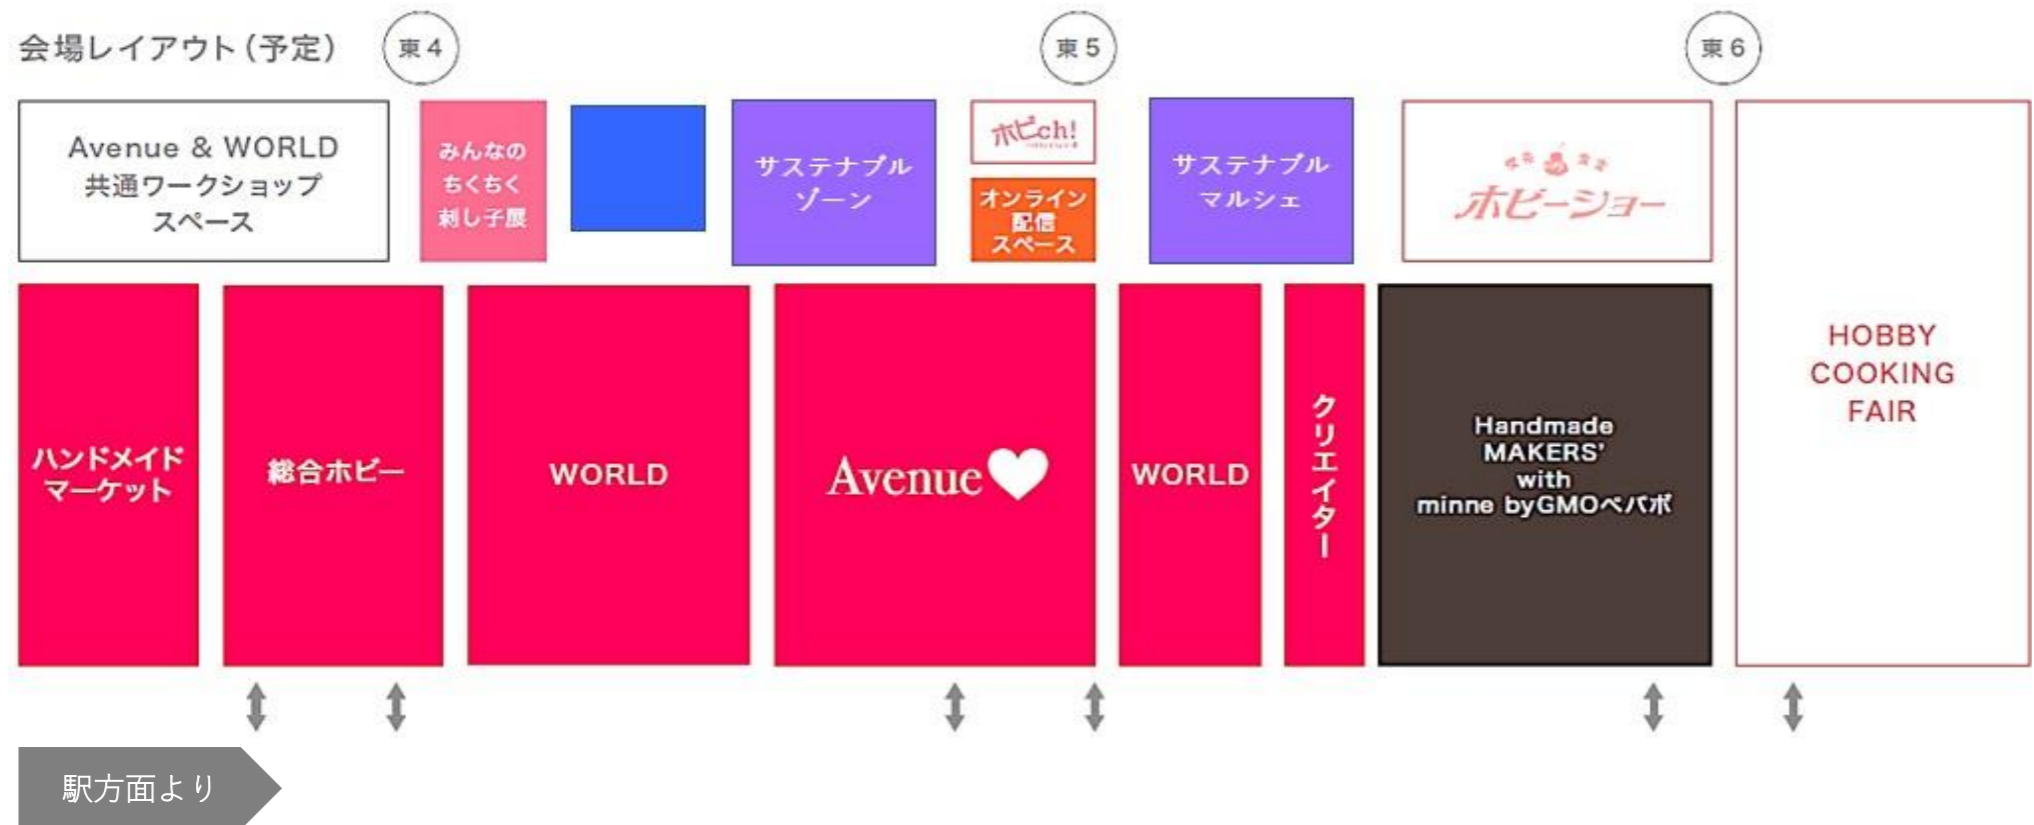 会場レイアウト(予定)
東4
東5
東6
Avenue & WORLD
共通ワークショップ
スペース
みんなの
ちくちく
刺し子展
サステナブル
ゾーン
ホビch!
オンライン
配信
スペース
サステナブル
マルシェ
ホビーショー
HOBBY
COOKING
FAIR
ハンドメイド
マーケット
総合ホビー
WORLD
Avenue
WORLD
クリエイター
Handmade
MAKERS'
with
minne byGMOペパボ
駅方面より